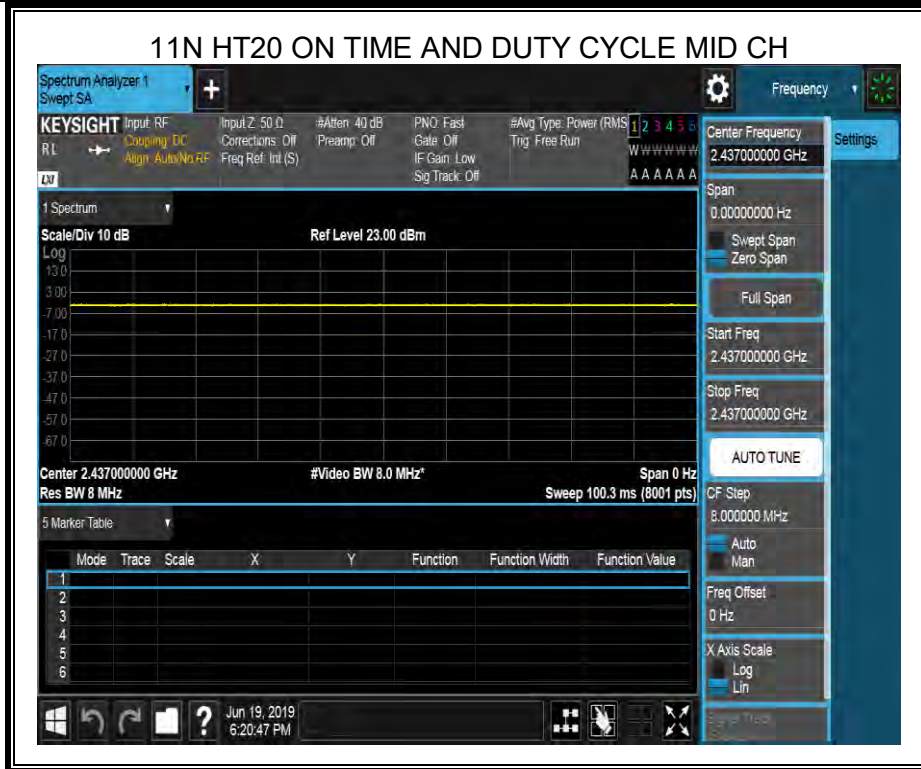 11N HT20 ON TIME AND DUTY CYCLE MID CH
Spectrum Analyzer 1
Swept SA
+
Frequency
KEYSIGHT
Input: RF
Coupling: DC
Align: Auto/No RF
Input Z: 50 Ω
Corrections: Off
Freq Ref: Int (S)
#Atten: 40 dB
Preamp: Off
PNO: Fast
Gate: Off
IF Gain: Low
Sig Track: Off
#Avg Type: Power (RMS
Trig: Free Run
1 2 3 4 5 6
W W W W W W
A A A A A A
RL
LXI
1 Spectrum
Scale/Div 10 dB
Ref Level 23.00 dBm
Log
13.0
3.00
-7.00
-17.0
-27.0
-37.0
-47.0
-57.0
-67.0
Center 2.437000000 GHz
#Video BW 8.0 MHz*
Span 0 Hz
Res BW 8 MHz
Sweep 100.3 ms (8001 pts)
5 Marker Table
Mode Trace Scale X Y Function Function Width Function Value
1
2
3
4
5
6
?
Jun 19, 2019
6:20:47 PM
Center Frequency
2.437000000 GHz
Settings
Span
0.00000000 Hz
Swept Span
Zero Span
Full Span
Start Freq
2.437000000 GHz
Stop Freq
2.437000000 GHz
AUTO TUNE
CF Step
8.000000 MHz
Auto
Man
Freq Offset
0 Hz
X Axis Scale
Log
Lin